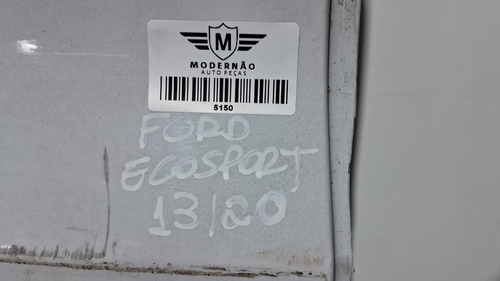 M
MODERNÃO
AUTO PEÇAS
5150
FORD
ECOSPORT
13/20